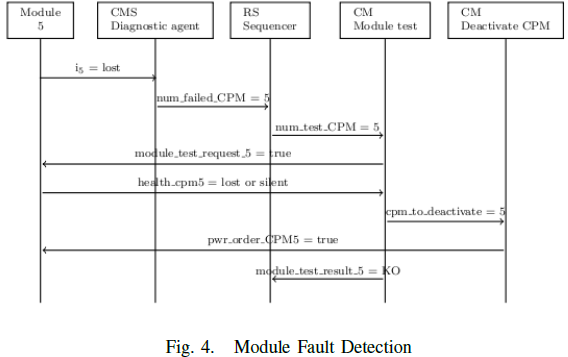 Module
5
CMS
Diagnostic agent
RS
Sequencer
CM
Module test
CM
Deactivate CPM
i5 = lost
num_failed_CPM = 5
num_test_CPM = 5
module_test_request_5 = true
health_cpm5 = lost or silent
cpm_to_deactivate = 5
pwr_order_CPM5 = true
module_test_result_5 = KO
Fig. 4. Module Fault Detection